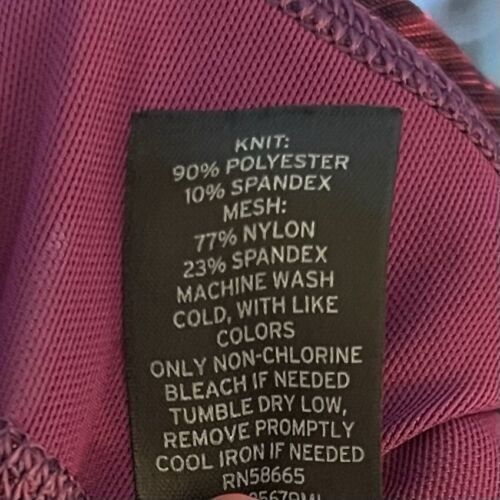 KNIT:
90% POLYESTER
10% SPANDEX
MESH:
77% NYLON
23% SPANDEX
MACHINE WASH
COLD, WITH LIKE
COLORS
ONLY NON-CHLORINE
BLEACH IF NEEDED
TUMBLE DRY LOW,
REMOVE PROMPTLY
COOL IRON IF NEEDED
RN58665